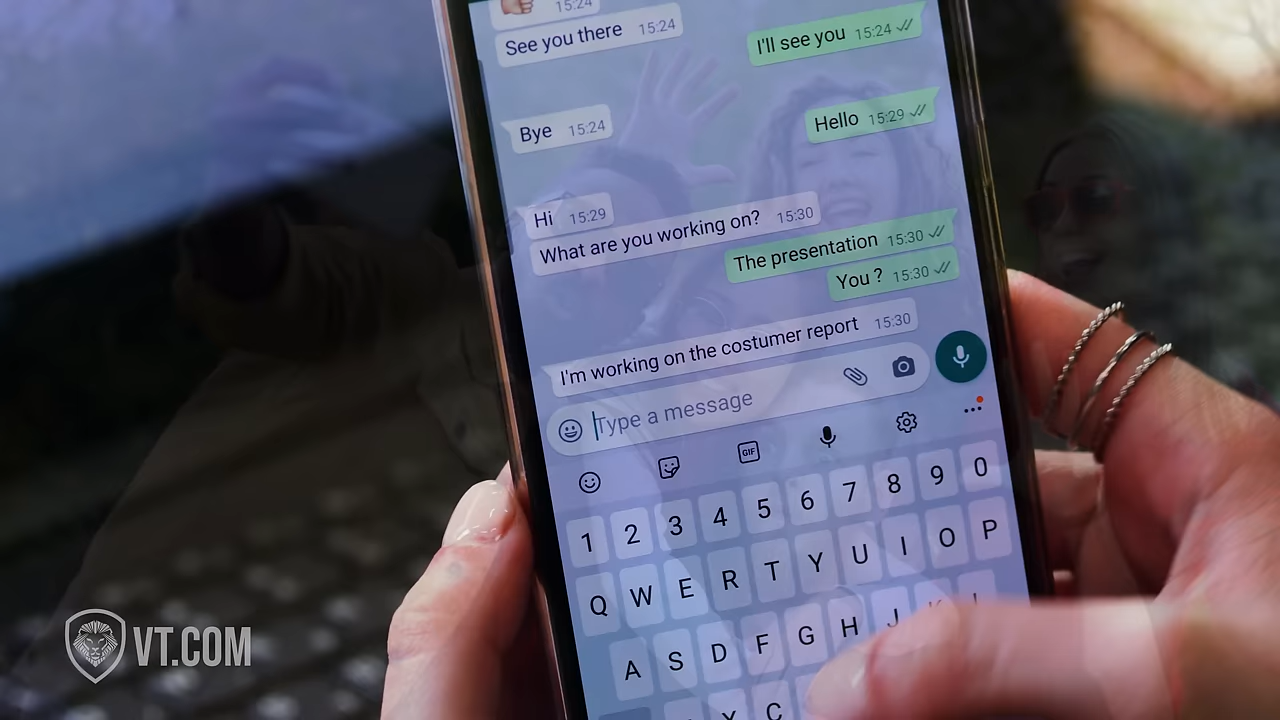 15:24
See you there 15:24
I'll see you 15:24
Bye 15:24
Hello 15:29
Hi 15:29
What are you working on? 15:30
The presentation 15:30
You ? 15:30
I'm working on the costumer report 15:30
Type a message
GIF
1 2 3 4 5 6 7 8 9 0
Q W E R T Y U I O P
A S D F G H J K L
Y C
VT.COM